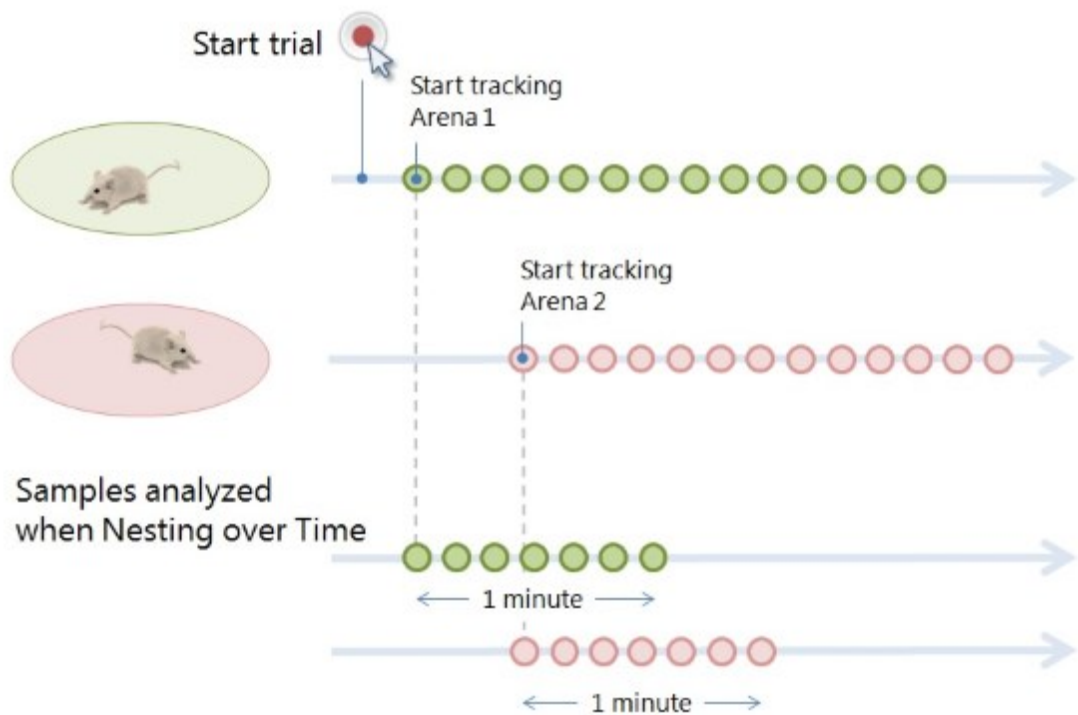 Start trial
Start tracking
Arena 1
Start tracking
Arena 2
Samples analyzed
when Nesting over Time
1 minute
1 minute